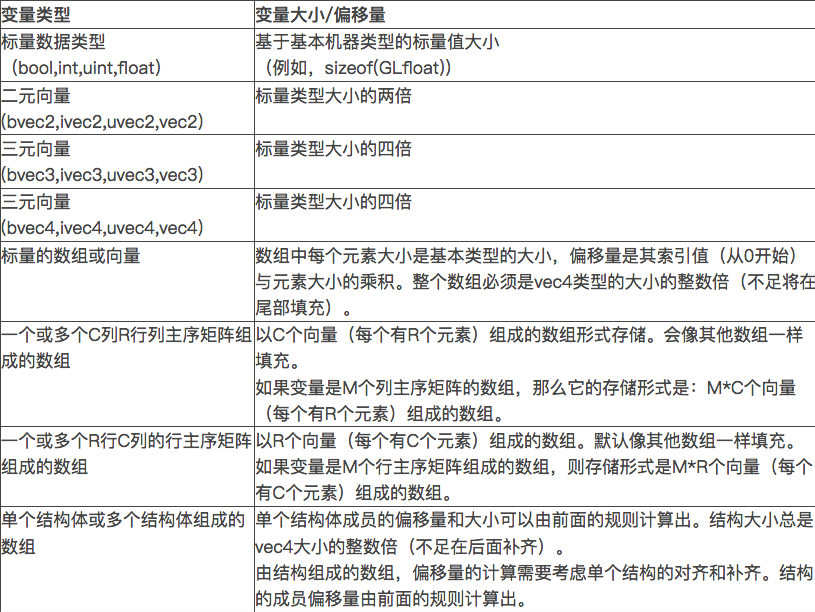 变量类型
变量大小/偏移量
标量数据类型
（bool,int,uint,float）
基于基本机器类型的标量值大小
（例如，sizeof(GLfloat)）
二元向量
(bvec2,ivec2,uvec2,vec2)
标量类型大小的两倍
三元向量
(bvec3,ivec3,uvec3,vec3)
标量类型大小的四倍
三元向量
(bvec4,ivec4,uvec4,vec4)
标量类型大小的四倍
标量的数组或向量
数组中每个元素大小是基本类型的大小，偏移量是其索引值（从0开始）
与元素大小的乘积。整个数组必须是vec4类型的大小的整数倍（不足将在
尾部填充）。
一个或多个C列R行列主序矩阵组
成的数组
以C个向量（每个有R个元素）组成的数组形式存储。会像其他数组一样
填充。
如果变量是M个列主序矩阵的数组，那么它的存储形式是：M*C个向量
（每个有R个元素）组成的数组。
一个或多个R行C列的行主序矩阵
组成的数组
以R个向量（每个有C个元素）组成的数组。默认像其他数组一样填充。
如果变量是M个行主序矩阵组成的数组，则存储形式是M*R个向量（每个
有C个元素）组成的数组。
单个结构体或多个结构体组成的
数组
单个结构体成员的偏移量和大小可以由前面的规则计算出。结构大小总是
vec4大小的整数倍（不足在后面补齐）。
由结构组成的数组，偏移量的计算需要考虑单个结构的对齐和补齐。结构
的成员偏移量由前面的规则计算出。